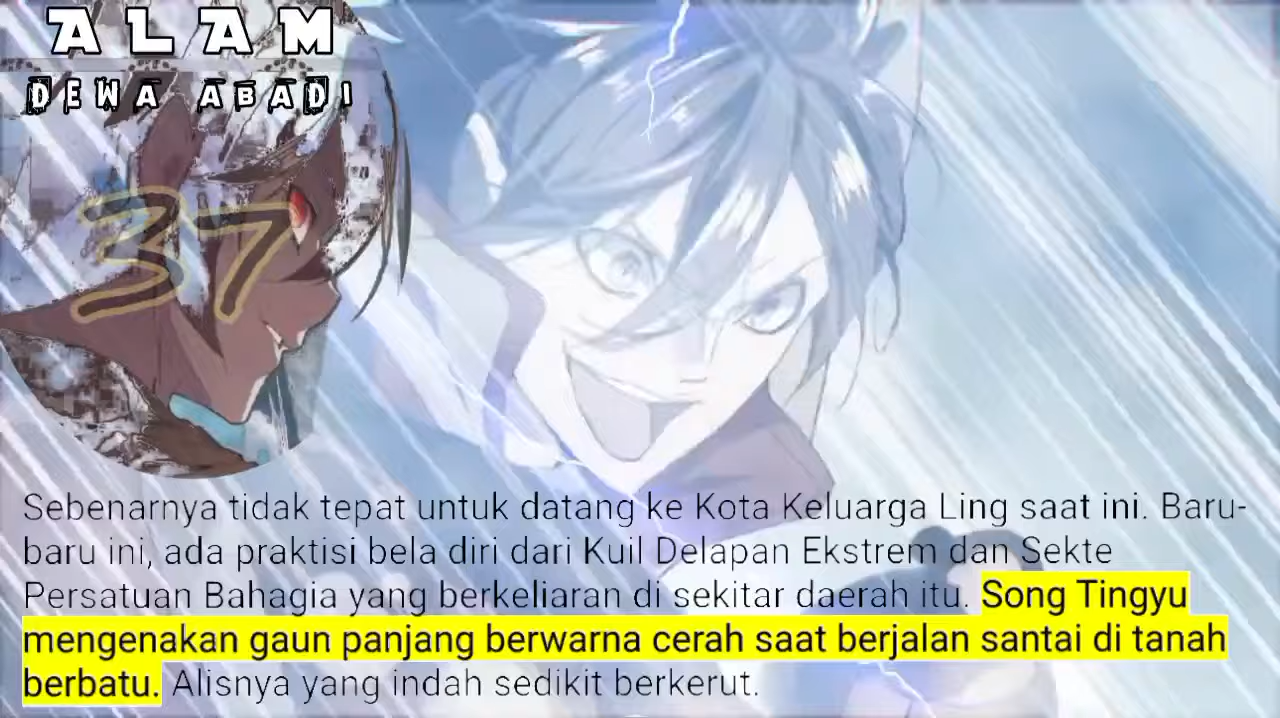 ALAM
DEWA ABADI
37
Sebenarnya tidak tepat untuk datang ke Kota Keluarga Ling saat ini. Baru-
baru ini, ada praktisi bela diri dari Kuil Delapan Ekstrem dan Sekte
Persatuan Bahagia yang berkeliaran di sekitar daerah itu. Song Tingyu
mengenakan gaun panjang berwarna cerah saat berjalan santai di tanah
berbatu. Alisnya yang indah sedikit berkerut.